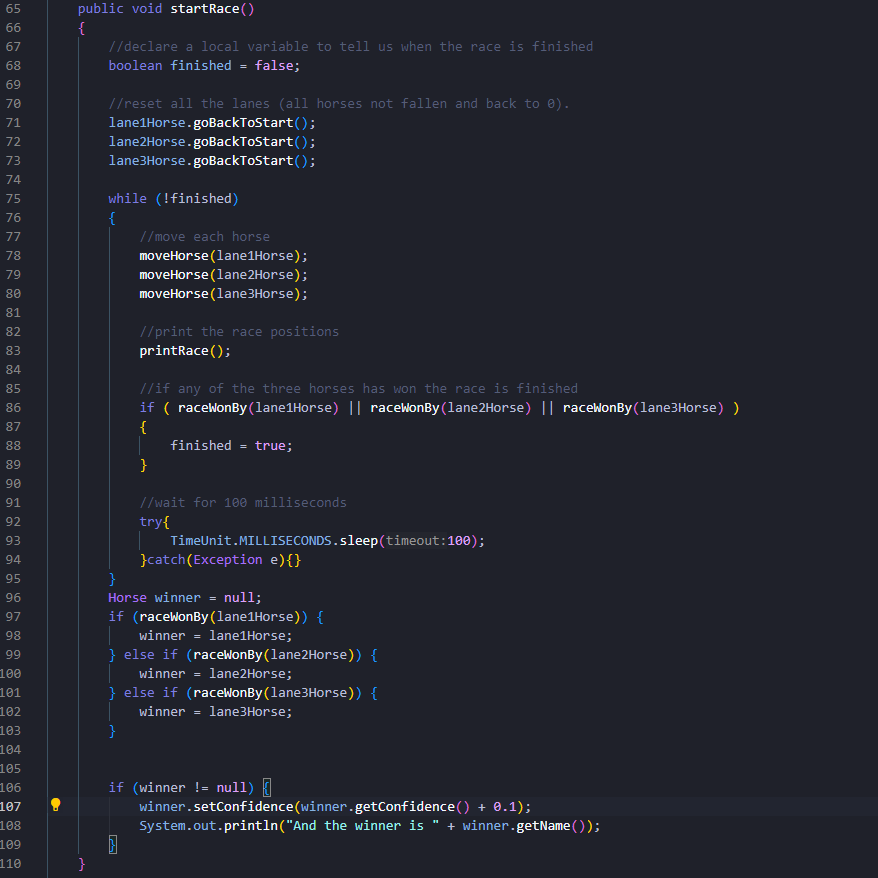 65 public void startRace()
66 {
67 //declare a local variable to tell us when the race is finished
68 boolean finished = false;
69
70 //reset all the lanes (all horses not fallen and back to 0).
71 lane1Horse.goBackToStart();
72 lane2Horse.goBackToStart();
73 lane3Horse.goBackToStart();
74
75 while (!finished)
76 {
77 //move each horse
78 moveHorse(lane1Horse);
79 moveHorse(lane2Horse);
80 moveHorse(lane3Horse);
81
82 //print the race positions
83 printRace();
84
85 //if any of the three horses has won the race is finished
86 if ( raceWonBy(lane1Horse) || raceWonBy(lane2Horse) || raceWonBy(lane3Horse) )
87 {
88 finished = true;
89 }
90
91 //wait for 100 milliseconds
92 try{
93 TimeUnit.MILLISECONDS.sleep(timeout:100);
94 }catch(Exception e){}
95 }
96 Horse winner = null;
97 if (raceWonBy(lane1Horse)) {
98 winner = lane1Horse;
99 } else if (raceWonBy(lane2Horse)) {
100 winner = lane2Horse;
101 } else if (raceWonBy(lane3Horse)) {
102 winner = lane3Horse;
103 }
104
105
106 if (winner != null) {
107 winner.setConfidence(winner.getConfidence() + 0.1);
108 System.out.println("And the winner is " + winner.getName());
109 }
110 }